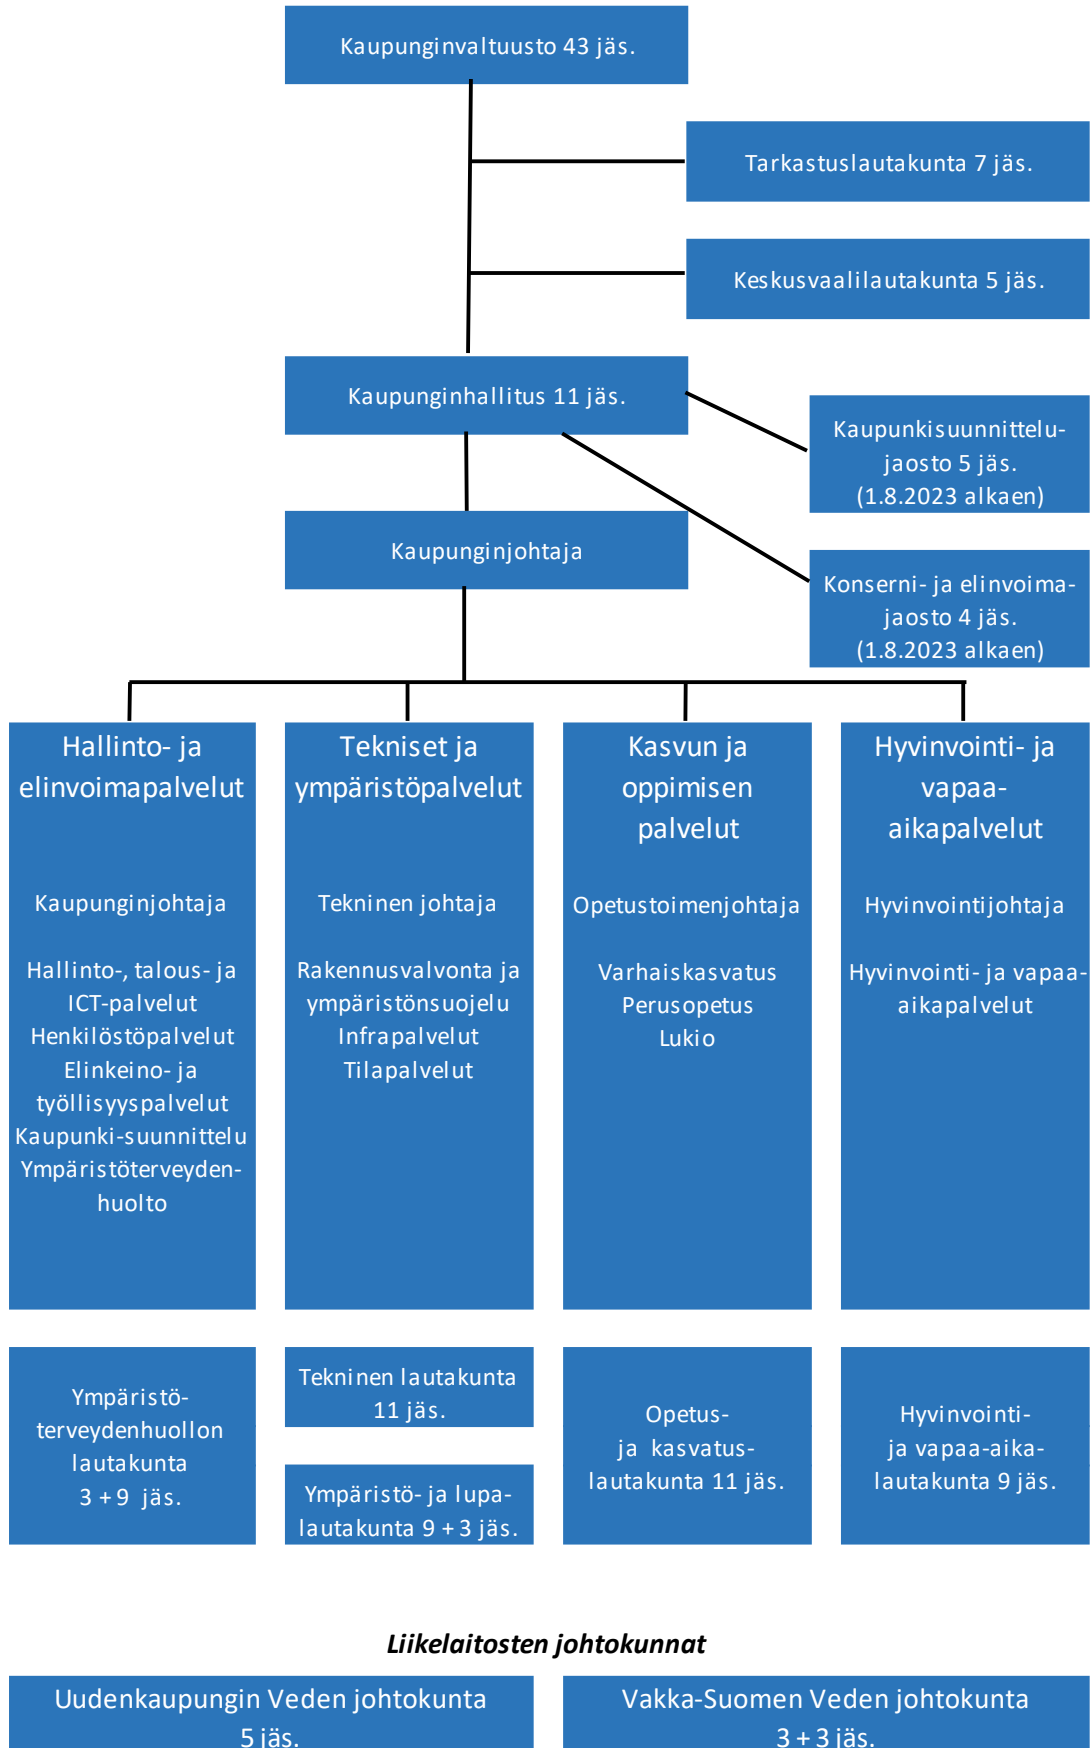 Kaupunginvaltuusto 43 jäs.
Tarkastuslautakunta 7 jäs.
Keskusvaalilautakunta 5 jäs.
Kaupunginhallitus 11 jäs.
Kaupunkisuunnittelu-
jaosto 5 jäs.
(1.8.2023 alkaen)
Kaupunginjohtaja
Konserni- ja elinvoima-
jaosto 4 jäs.
(1.8.2023 alkaen)
Hallinto- ja
elinvoimapalvelut
Kaupunginjohtaja
Hallinto-, talous- ja
ICT-palvelut
Henkilöstöpalvelut
Elinkeino- ja
työllisyyspalvelut
Kaupunki-suunnittelu
Ympäristöterveyden-
huolto
Tekniset ja
ympäristöpalvelut
Tekninen johtaja
Rakennusvalvonta ja
ympäristönsuojelu
Infrapalvelut
Tilapalvelut
Kasvun ja
oppimisen
palvelut
Opetustoimenjohtaja
Varhaiskasvatus
Perusopetus
Lukio
Hyvinvointi- ja
vapaa-
aikapalvelut
Hyvinvointijohtaja
Hyvinvointi- ja vapaa-
aikapalvelut
Ympäristö-
terveydenhuollon
lautakunta
3 + 9 jäs.
Tekninen lautakunta
11 jäs.
Ympäristö- ja lupa-
lautakunta 9 + 3 jäs.
Opetus-
ja kasvatus-
lautakunta 11 jäs.
Hyvinvointi-
ja vapaa-aika-
lautakunta 9 jäs.
Liikelaitosten johtokunnat
Uudenkaupungin Veden johtokunta
5 jäs.
Vakka-Suomen Veden johtokunta
3 + 3 jäs.